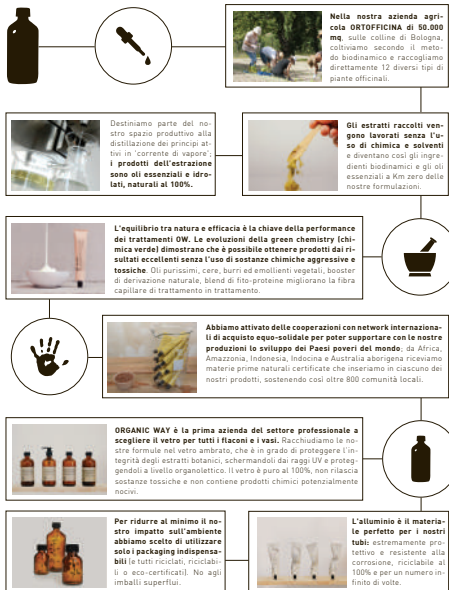 Nella nostra azienda agri-
cola ORTOFFICINA di 50.000
mq, sulle colline di Bologna,
coltiviamo secondo il meto-
do biodinamico e raccogliamo
direttamente 12 diversi tipi di
piante officinali.
Gli estratti raccolti ven-
gono lavorati senza l'u-
so di chimica e solventi
e diventano così gli ingre-
dienti biodinamici e gli oli
essenziali a Km zero delle
nostre formulazioni.
Destiniamo parte del no-
stro spazio produttivo alla
distillazione dei principi at-
tivi in 'corrente di vapore';
i prodotti dell'estrazione
sono oli essenziali e idro-
lati, naturali al 100%.
L'equilibrio tra natura e efficacia è la chiave della performance
dei trattamenti OW. Le evoluzioni della green chemistry (chi-
mica verde) dimostrano che è possibile ottenere prodotti dai ri-
sultati eccellenti senza l'uso di sostanze chimiche aggressive e
tossiche. Oli purissimi, cere, burri ed emollienti vegetali, booster
di derivazione naturale, blend di fito-proteine migliorano la fibra
capillare di trattamento in trattamento.
Abbiamo attivato delle cooperazioni con network internaziona-
li di acquisto equo-solidale per poter supportare con le nostre
produzioni lo sviluppo dei Paesi poveri del mondo; da Africa,
Amazzonia, Indonesia, Indocina e Australia aborigena riceviamo
materie prime naturali certificate che inseriamo in ciascuno dei
nostri prodotti, sostenendo così oltre 800 comunità locali.
ORGANIC WAY è la prima azienda del settore professionale a
scegliere il vetro per tutti i flaconi e i vasi. Racchiudiamo le no-
stre formule nel vetro ambrato, che è in grado di proteggere l'in-
tegrità degli estratti botanici, schermandoli dai raggi UV e proteg-
gendoli a livello organolettico. Il vetro è puro al 100%, non rilascia
sostanze tossiche e non contiene prodotti chimici potenzialmente
nocivi.
L'alluminio è il materia-
le perfetto per i nostri
tubi: estremamente pro-
tettivo e resistente alla
corrosione, riciclabile al
100% e per un numero in-
finito di volte.
Per ridurre al minimo il no-
stro impatto sull'ambiente
abbiamo scelto di utilizzare
solo i packaging indispensa-
bili (e tutti riciclati, riciclabi-
li o eco-certificati). No agli
imballi superflui.